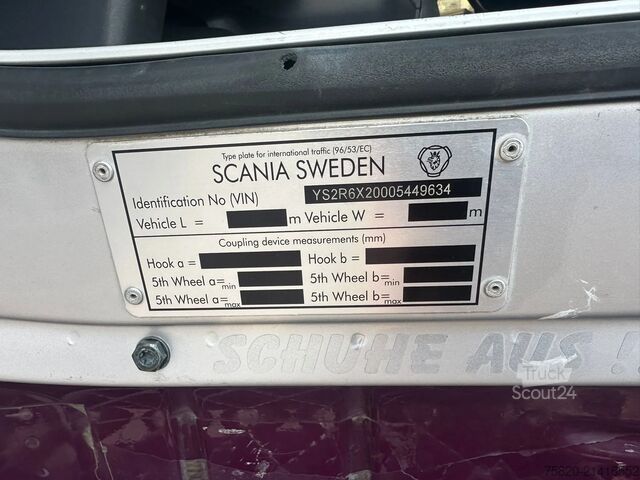 Type plate for international traffic (96/53/EC)
SCANIA SWEDEN
Identification No (VIN) YS2R6X20005449634
Vehicle L = m Vehicle W = m
Coupling device measurements (mm)
Hook a = Hook b =
5th Wheel a=min 5th Wheel b=min
5th Wheel a=max 5th Wheel b=max
SCHUHE AUS!!
Truck
Scout24